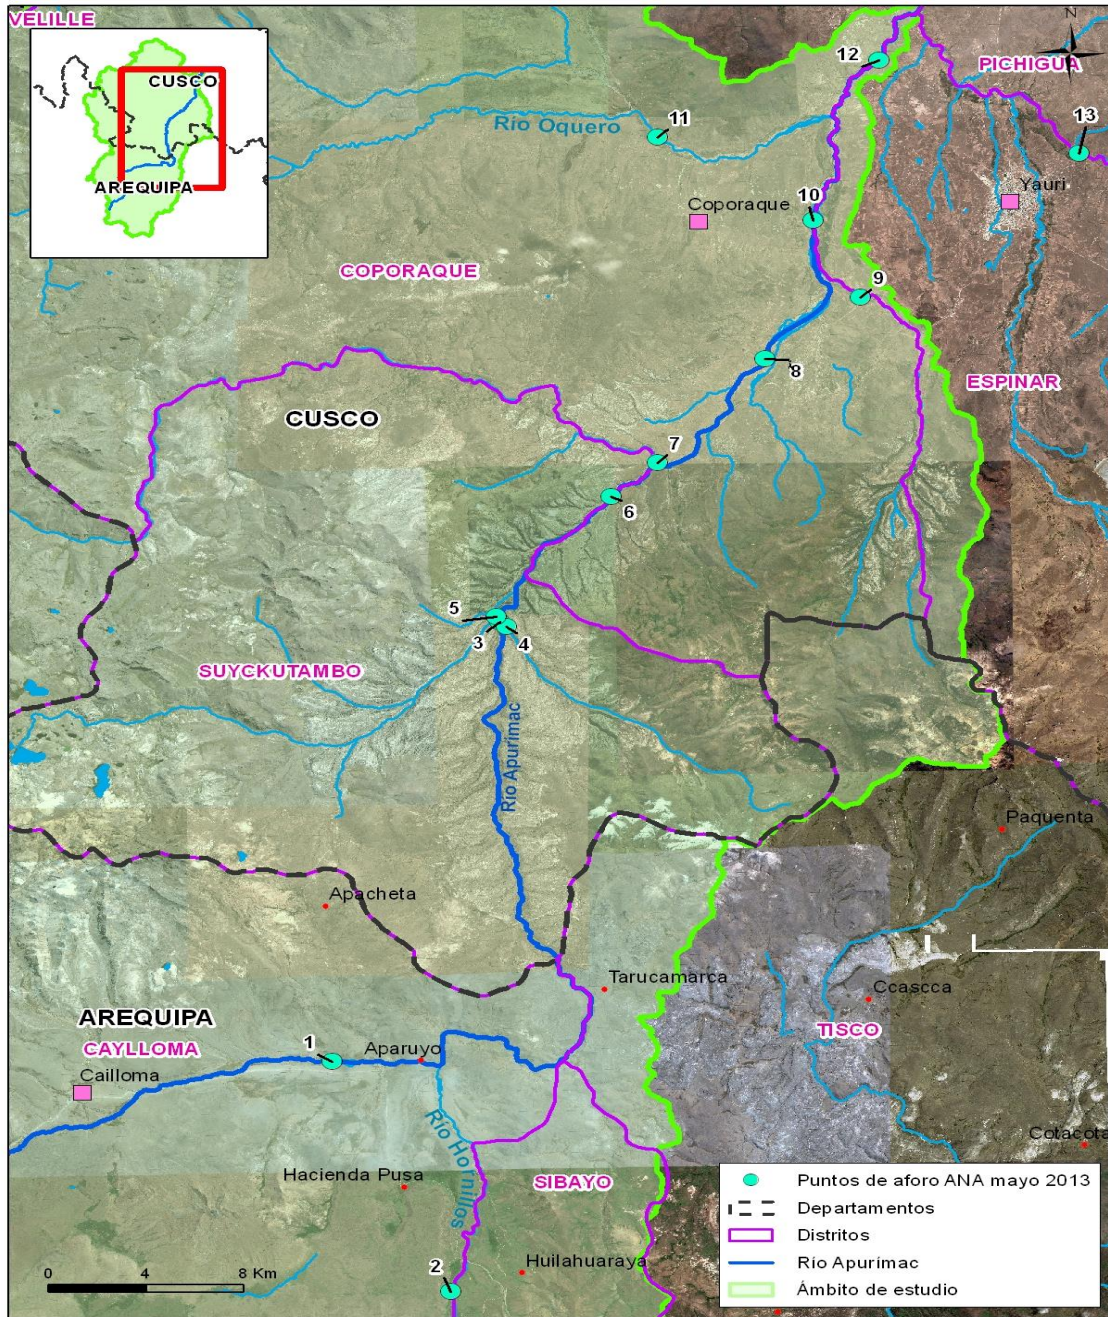 VELILLE
N
CUSCO
AREQUIPA
12
PICHIGUA
13
Río Oquero
11
Yauri
10
Coporaque
COPORAQUE
9
8
ESPINAR
CUSCO
7
6
5
3
4
SUYCKUTAMBO
Río Apurímac
Paquenta
Apacheta
Tarucamarca
Ccascca
AREQUIPA
TISCO
CAYLLOMA
1
Aparuyo
Cailloma
Río Hornillos
Cotacota
Hacienda Pusa
SIBAYO
Huilahuaraya
2
0 4 8 Km
Puntos de aforo ANA mayo 2013
Departamentos
Distritos
Río Apurímac
Ámbito de estudio